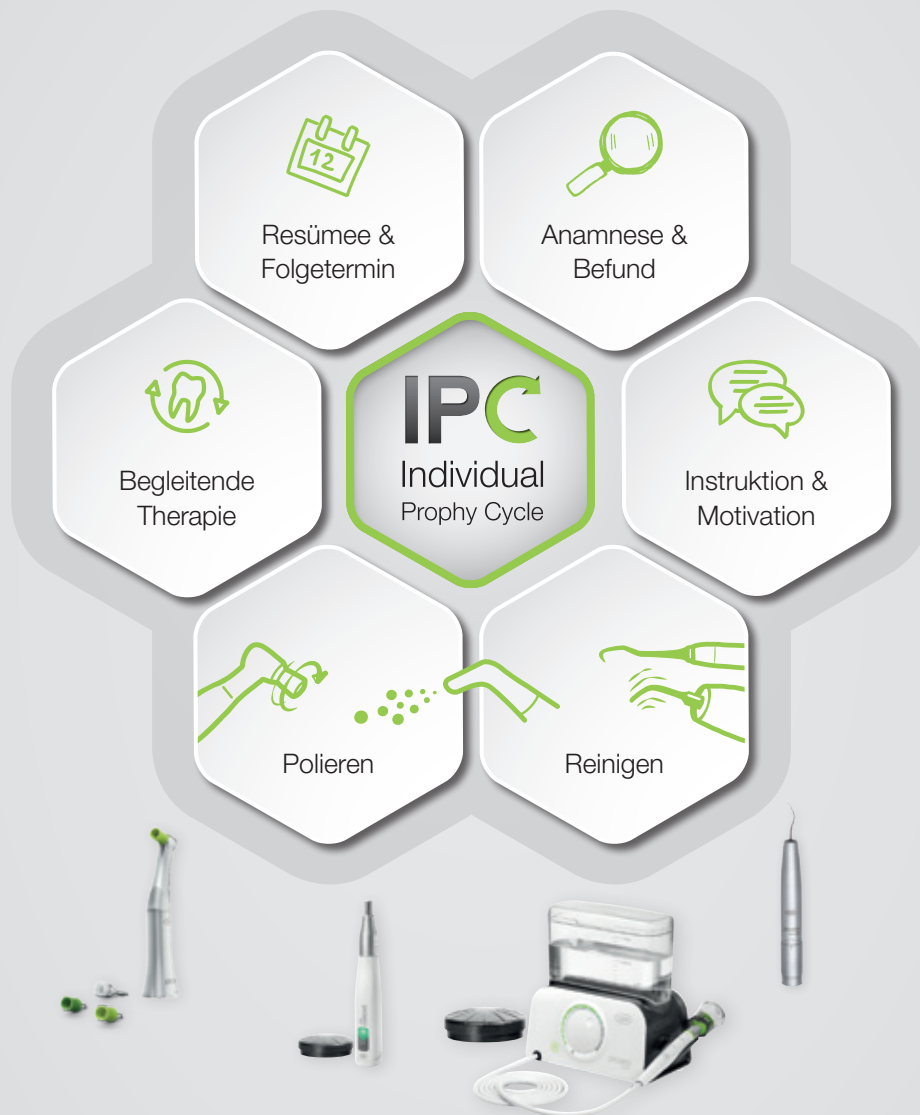 12
Resümee &
Folgetermin
Anamnese &
Befund
IPC
Individual
Prophy Cycle
Begleitende
Therapie
Instruktion &
Motivation
Polieren
Reinigen